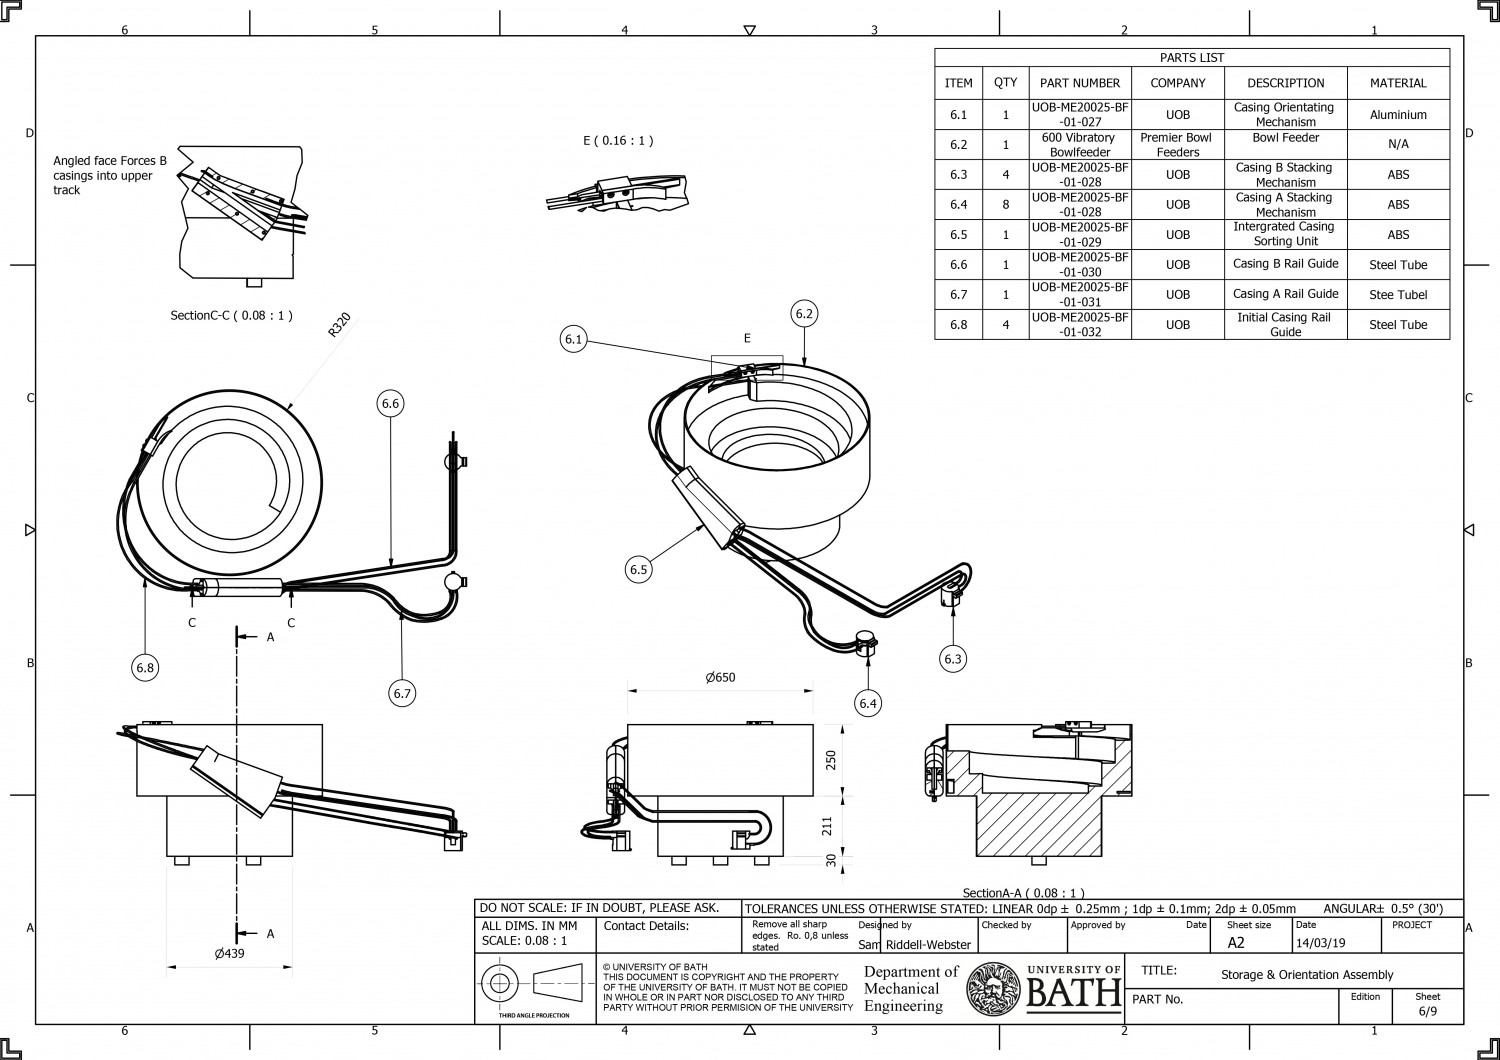 6 5 4 3 2 1
D
C
B
A
PARTS LIST
ITEM QTY PART NUMBER COMPANY DESCRIPTION MATERIAL
6.1 1 UOB-ME20025-BF
-01-027 UOB Casing Orientating
Mechanism Aluminium
6.2 1 600 Vibratory
Bowlfeeder Premier Bowl
Feeders Bowl Feeder N/A
6.3 4 UOB-ME20025-BF
-01-028 UOB Casing B Stacking
Mechanism ABS
6.4 8 UOB-ME20025-BF
-01-028 UOB Casing A Stacking
Mechanism ABS
6.5 1 UOB-ME20025-BF
-01-029 UOB Intergrated Casing
Sorting Unit ABS
6.6 1 UOB-ME20025-BF
-01-030 UOB Casing B Rail Guide Steel Tube
6.7 1 UOB-ME20025-BF
-01-031 UOB Casing A Rail Guide Stee Tubel
6.8 4 UOB-ME20025-BF
-01-032 UOB Initial Casing Rail
Guide Steel Tube
D
C
B
A
Angled face Forces B
casings into upper
track
E ( 0.16 : 1 )
SectionC-C ( 0.08 : 1 )
R320
6.6
C C
6.8
6.7
6.1
E
6.2
6.5
6.3
6.4
A
A
Ø439
Ø650
250
211
30
SectionA-A ( 0.08 : 1 )
DO NOT SCALE: IF IN DOUBT, PLEASE ASK.
TOLERANCES UNLESS OTHERWISE STATED: LINEAR 0dp ± 0.25mm ; 1dp ± 0.1mm; 2dp ± 0.05mm ANGULAR± 0.5° (30')
ALL DIMS. IN MM
SCALE: 0.08 : 1
Contact Details:
Remove all sharp
edges. Ro. 0,8 unless
stated
Designed by
Sam Riddell-Webster
Checked by
Approved by Date
Sheet size
A2
Date
14/03/19
PROJECT
THIRD ANGLE PROJECTION
© UNIVERSITY OF BATH
THIS DOCUMENT IS COPYRIGHT AND THE PROPERTY
OF THE UNIVERSITY OF BATH. IT MUST NOT BE COPIED
IN WHOLE OR IN PART NOR DISCLOSED TO ANY THIRD
PARTY WITHOUT PRIOR PERMISION OF THE UNIVERSITY
Department of
Mechanical
Engineering
UNIVERSITY OF
BATH
TITLE:
Storage & Orientation Assembly
PART No.
Edition
Sheet
6/9
6 5 4 3 2 1